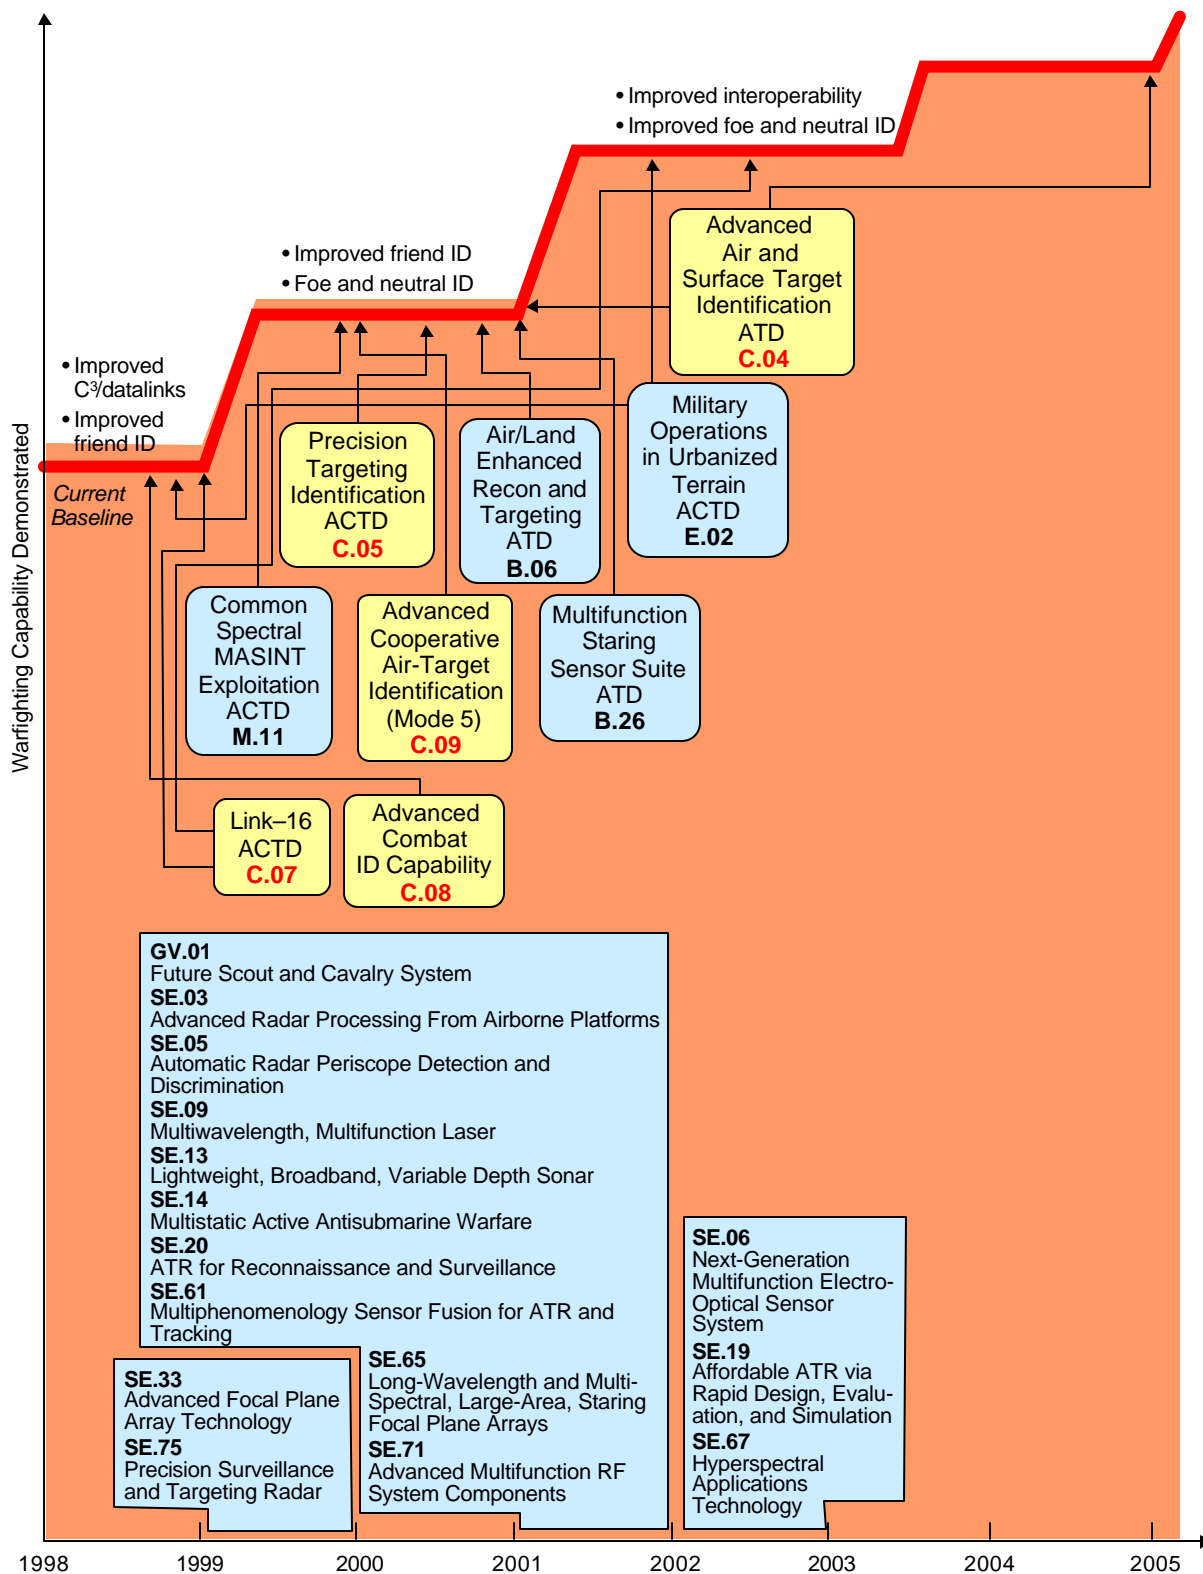 • Improved interoperability
• Improved foe and neutral ID
Advanced
Air and
Surface Target
Identification
ATD
C.04
• Improved friend ID
• Foe and neutral ID
• Improved
C³/datalinks
• Improved
friend ID
Current
Baseline
Warfighting Capability Demonstrated
Precision
Targeting
Identification
ACTD
C.05
Air/Land
Enhanced
Recon and
Targeting
ATD
B.06
Military
Operations
in Urbanized
Terrain
ACTD
E.02
Common
Spectral
MASINT
Exploitation
ACTD
M.11
Advanced
Cooperative
Air-Target
Identification
(Mode 5)
C.09
Multifunction
Staring
Sensor Suite
ATD
B.26
Link–16
ACTD
C.07
Advanced
Combat
ID Capability
C.08
GV.01
Future Scout and Cavalry System
SE.03
Advanced Radar Processing From Airborne Platforms
SE.05
Automatic Radar Periscope Detection and
Discrimination
SE.09
Multiwavelength, Multifunction Laser
SE.13
Lightweight, Broadband, Variable Depth Sonar
SE.14
Multistatic Active Antisubmarine Warfare
SE.20
ATR for Reconnaissance and Surveillance
SE.61
Multiphenomenology Sensor Fusion for ATR and
Tracking
SE.65
Long-Wavelength and Multi-
Spectral, Large-Area, Staring
Focal Plane Arrays
SE.71
Advanced Multifunction RF
System Components
SE.33
Advanced Focal Plane
Array Technology
SE.75
Precision Surveillance
and Targeting Radar
SE.06
Next-Generation
Multifunction Electro-
Optical Sensor
System
SE.19
Affordable ATR via
Rapid Design, Evalu-
ation, and Simulation
SE.67
Hyperspectral
Applications
Technology
1998 1999 2000 2001 2002 2003 2004 2005